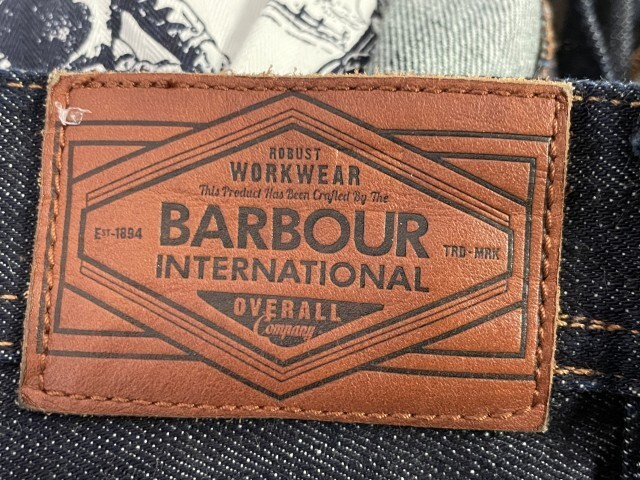 ROBUST
WORKWEAR
This Product Has Been Crafted By The
EST-1894
BARBOUR
TRD-MRK
INTERNATIONAL
OVERALL
Company